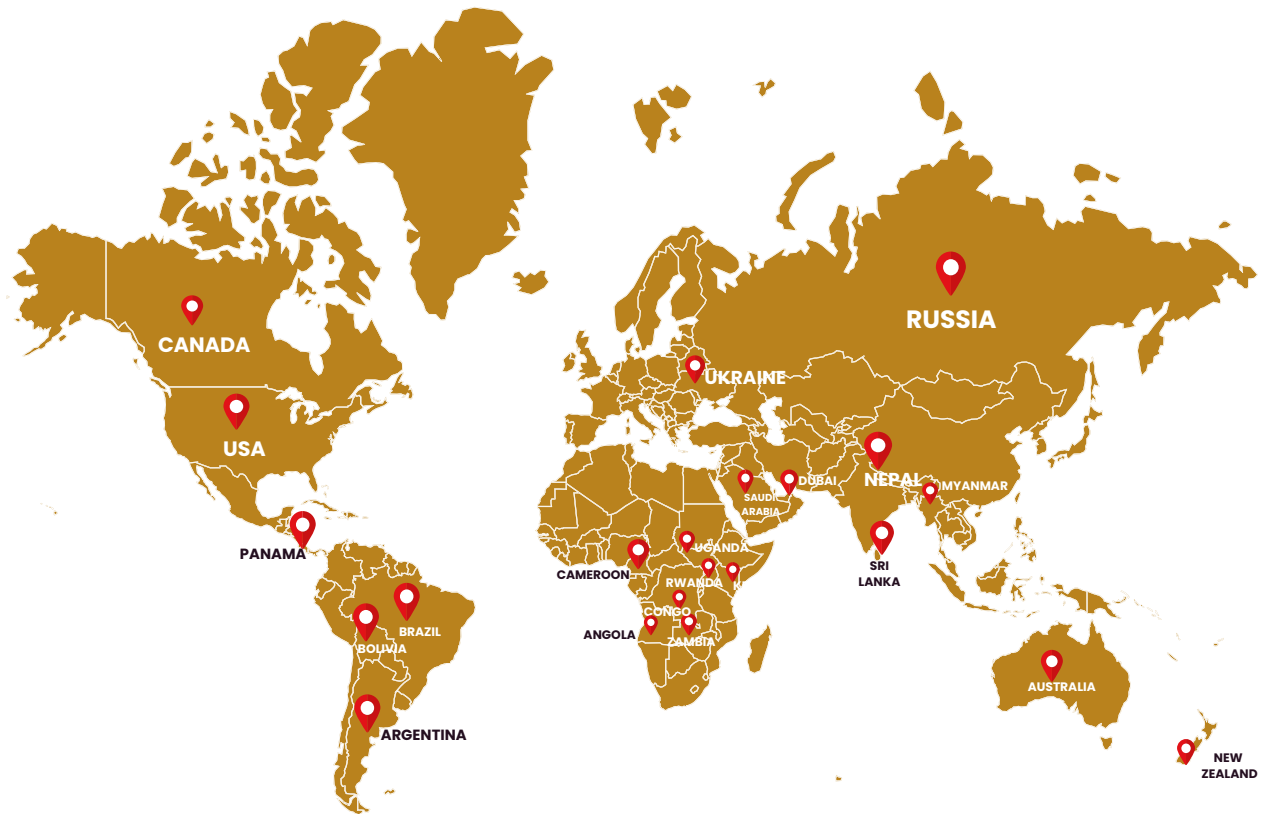 RUSSIA
CANADA
UKRAINE
USA
NEPAL
DUBAI
MYANMAR
SAUDI
ARABIA
PANAMA
UGANDA
SRI
LANKA
CAMEROON
RWANDA
K
CONGO
ANGOLA
ZAMBIA
BRAZIL
BOLIVIA
AUSTRALIA
ARGENTINA
NEW
ZEALAND